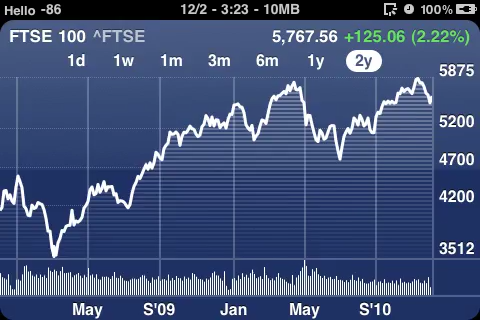 Hello -86 12/2 - 3:23 - 10MB 100%
FTSE 100 ^FTSE 5,767.56 +125.06 (2.22%)
1d 1w 1m 3m 6m 1y 2y
5875
5200
4700
4200
3512
May S'09 Jan May S'10